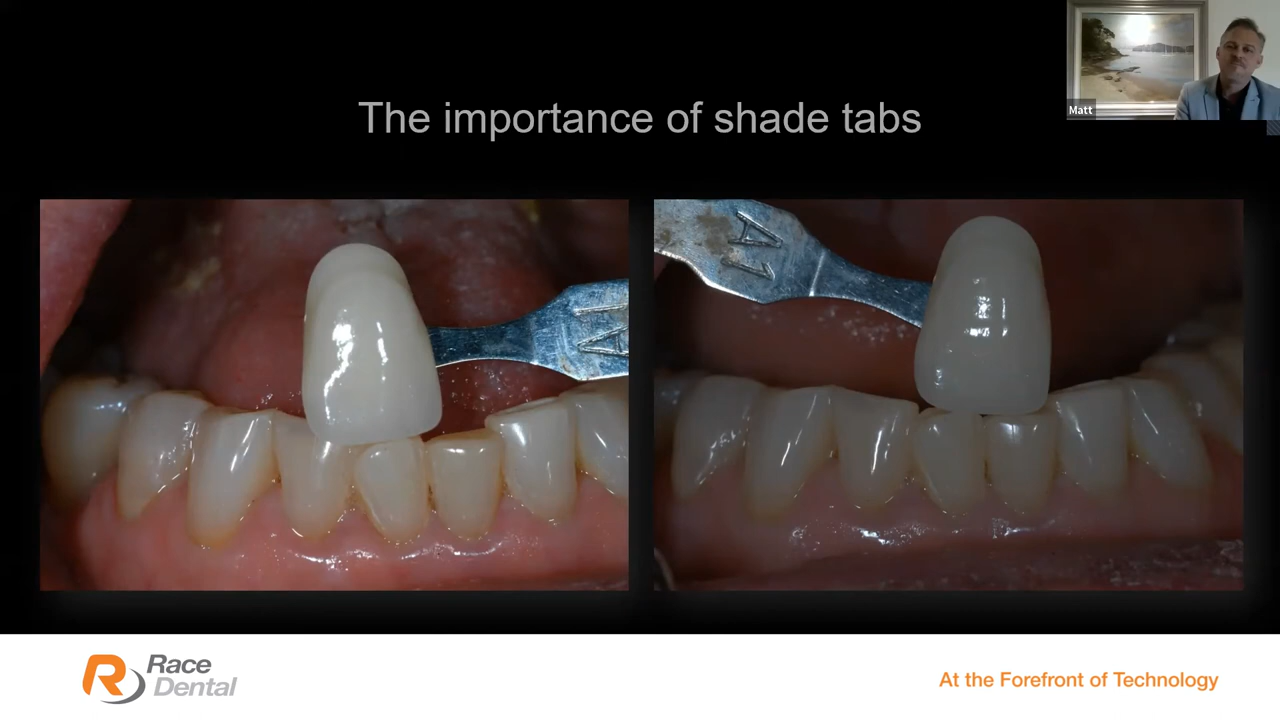 Matt
The importance of shade tabs
A1
Race
Dental
At the Forefront of Technology